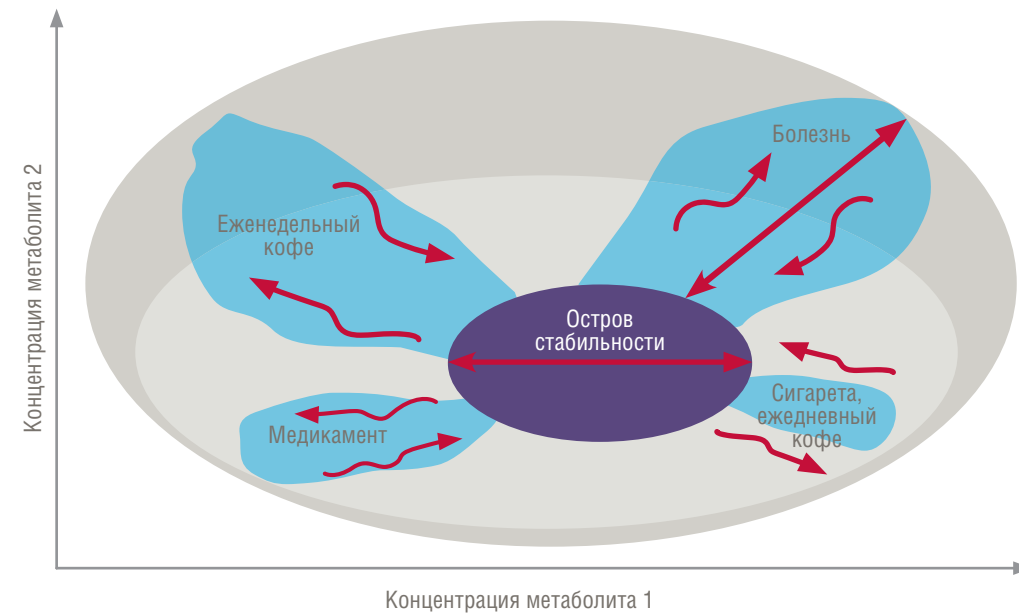 Концентрация метаболита 2
Болезнь
Еженедельный
кофе
Остров
стабильности
Сигарета,
ежедневный
кофе
Медикамент
Концентрация метаболита 1